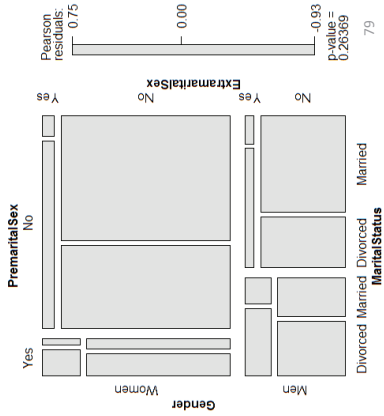 PremaritalSex
Yes
No
Gender
Women
Men
ExtramaritalSex
Yes
No
Yes
No
Divorced
Married
Divorced
Married
MaritalStatus
Pearson
residuals:
0.75
0.00
-0.93
p-value =
0.26369
79